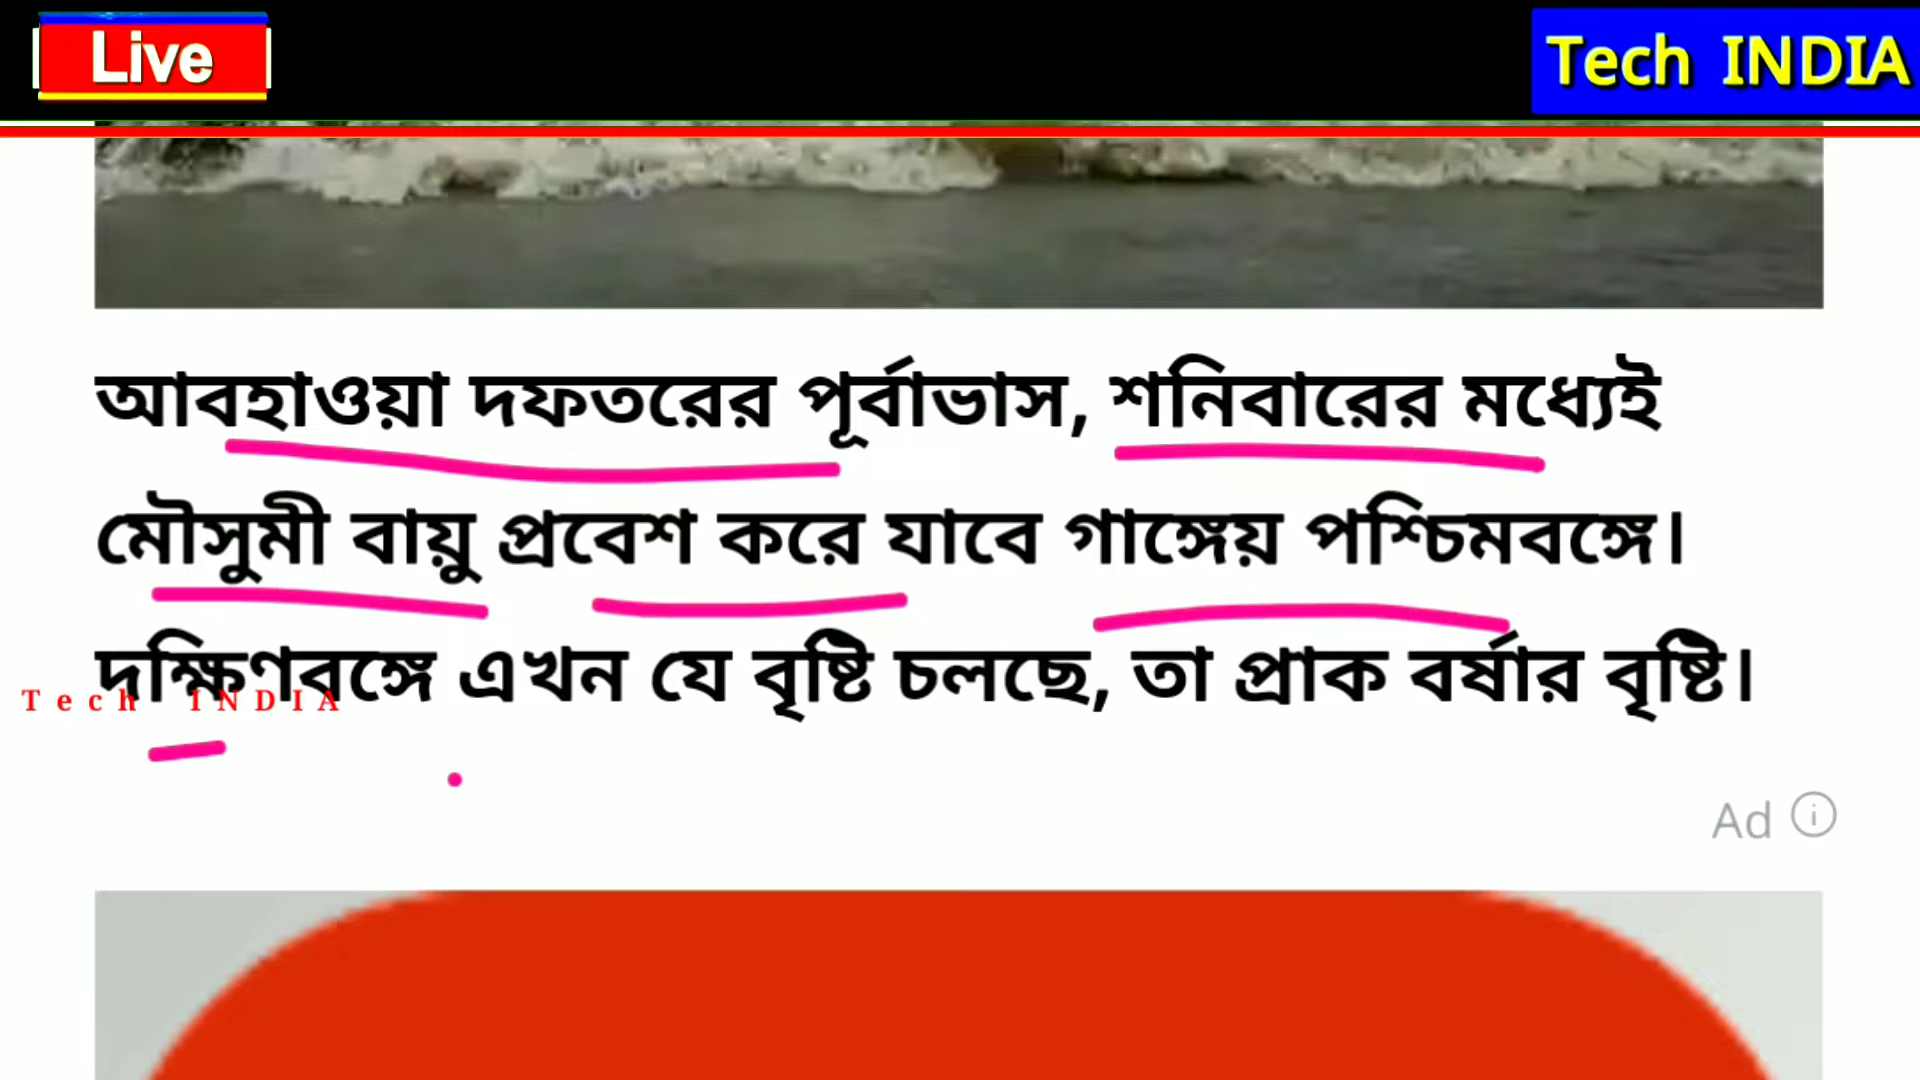 Live
Tech INDIA
আবহাওয়া দফতরের পূর্বাভাস, শনিবারের মধ্যেই
মৌসুমী বায়ু প্রবেশ করে যাবে গাঙ্গেয় পশ্চিমবঙ্গে।
দক্ষিণবঙ্গে এখন যে বৃষ্টি চলছে, তা প্রাক বর্ষার বৃষ্টি।
Tech INDIA
Ad